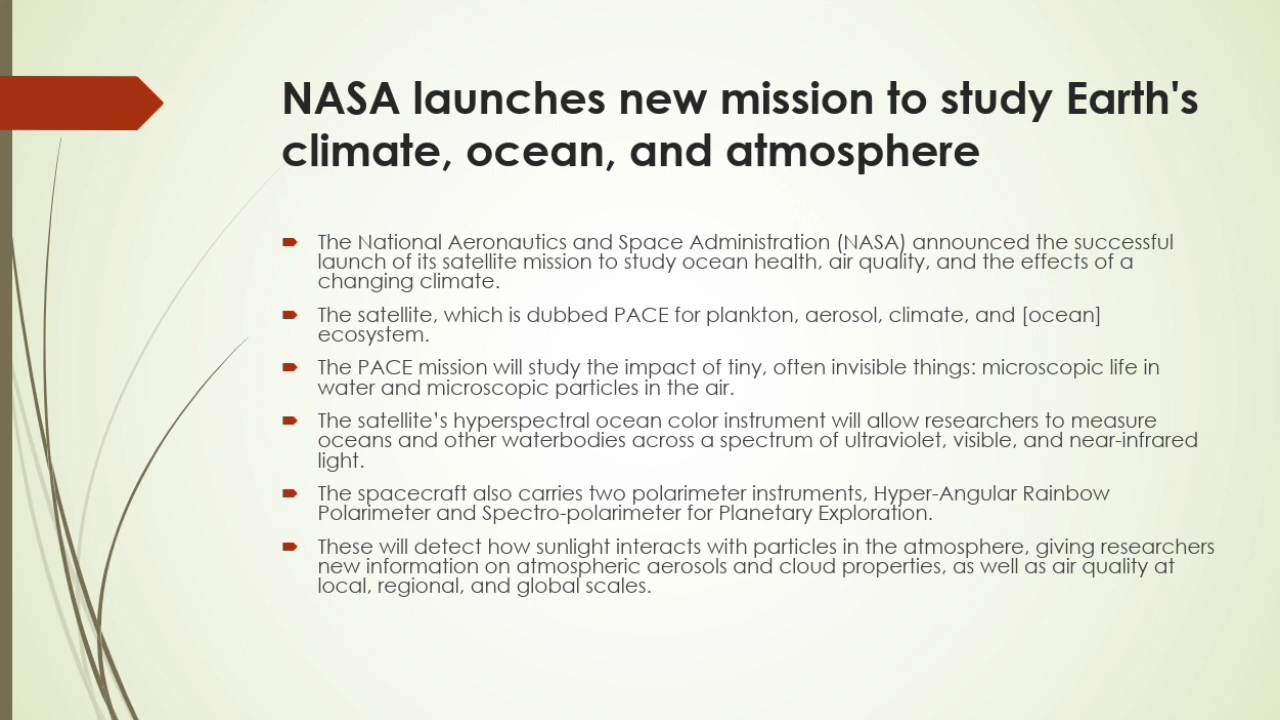 NASA launches new mission to study Earth's
climate, ocean, and atmosphere
The National Aeronautics and Space Administration (NASA) announced the successful
launch of its satellite mission to study ocean health, air quality, and the effects of a
changing climate.
The satellite, which is dubbed PACE for plankton, aerosol, climate, and [ocean]
ecosystem.
The PACE mission will study the impact of tiny, often invisible things: microscopic life in
water and microscopic particles in the air.
The satellite’s hyperspectral ocean color instrument will allow researchers to measure
oceans and other waterbodies across a spectrum of ultraviolet, visible, and near-infrared
light.
The spacecraft also carries two polarimeter instruments, Hyper-Angular Rainbow
Polarimeter and Spectro-polarimeter for Planetary Exploration.
These will detect how sunlight interacts with particles in the atmosphere, giving researchers
new information on atmospheric aerosols and cloud properties, as well as air quality at
local, regional, and global scales.